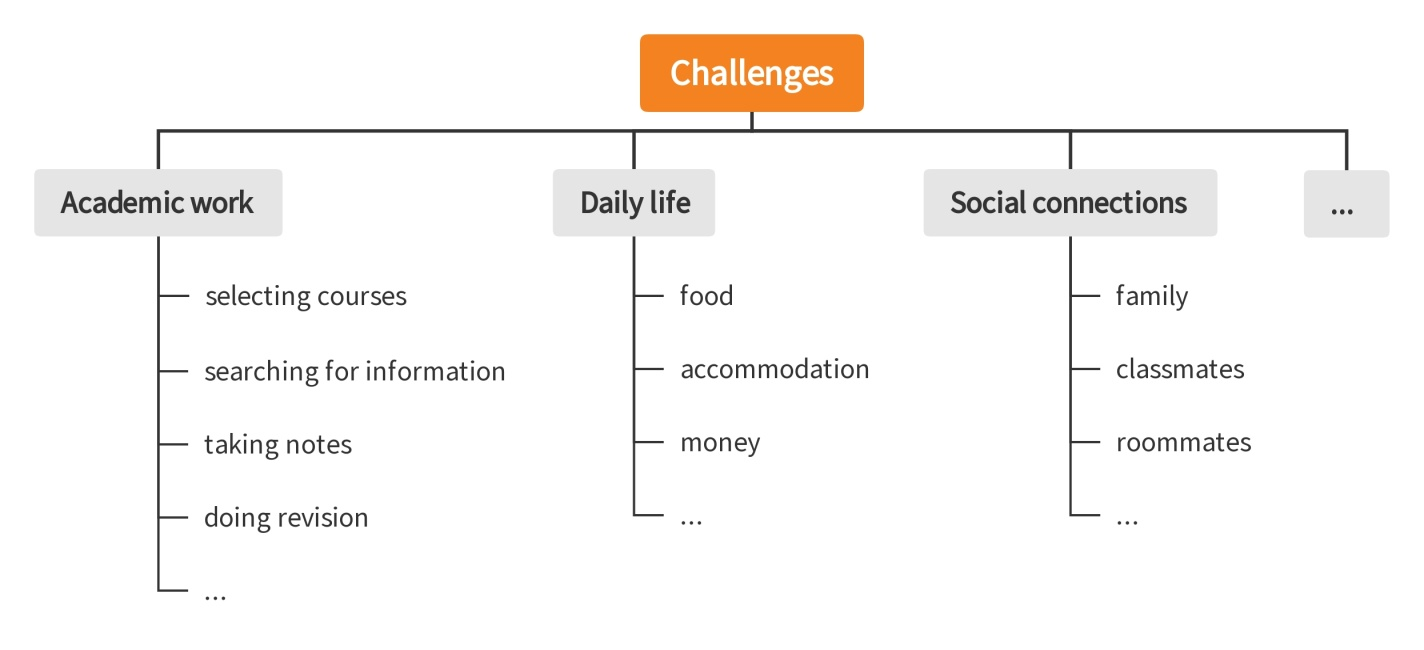 Challenges
Academic work
selecting courses
searching for information
taking notes
doing revision
...
Daily life
food
accommodation
money
...
Social connections
family
classmates
roommates
...
...